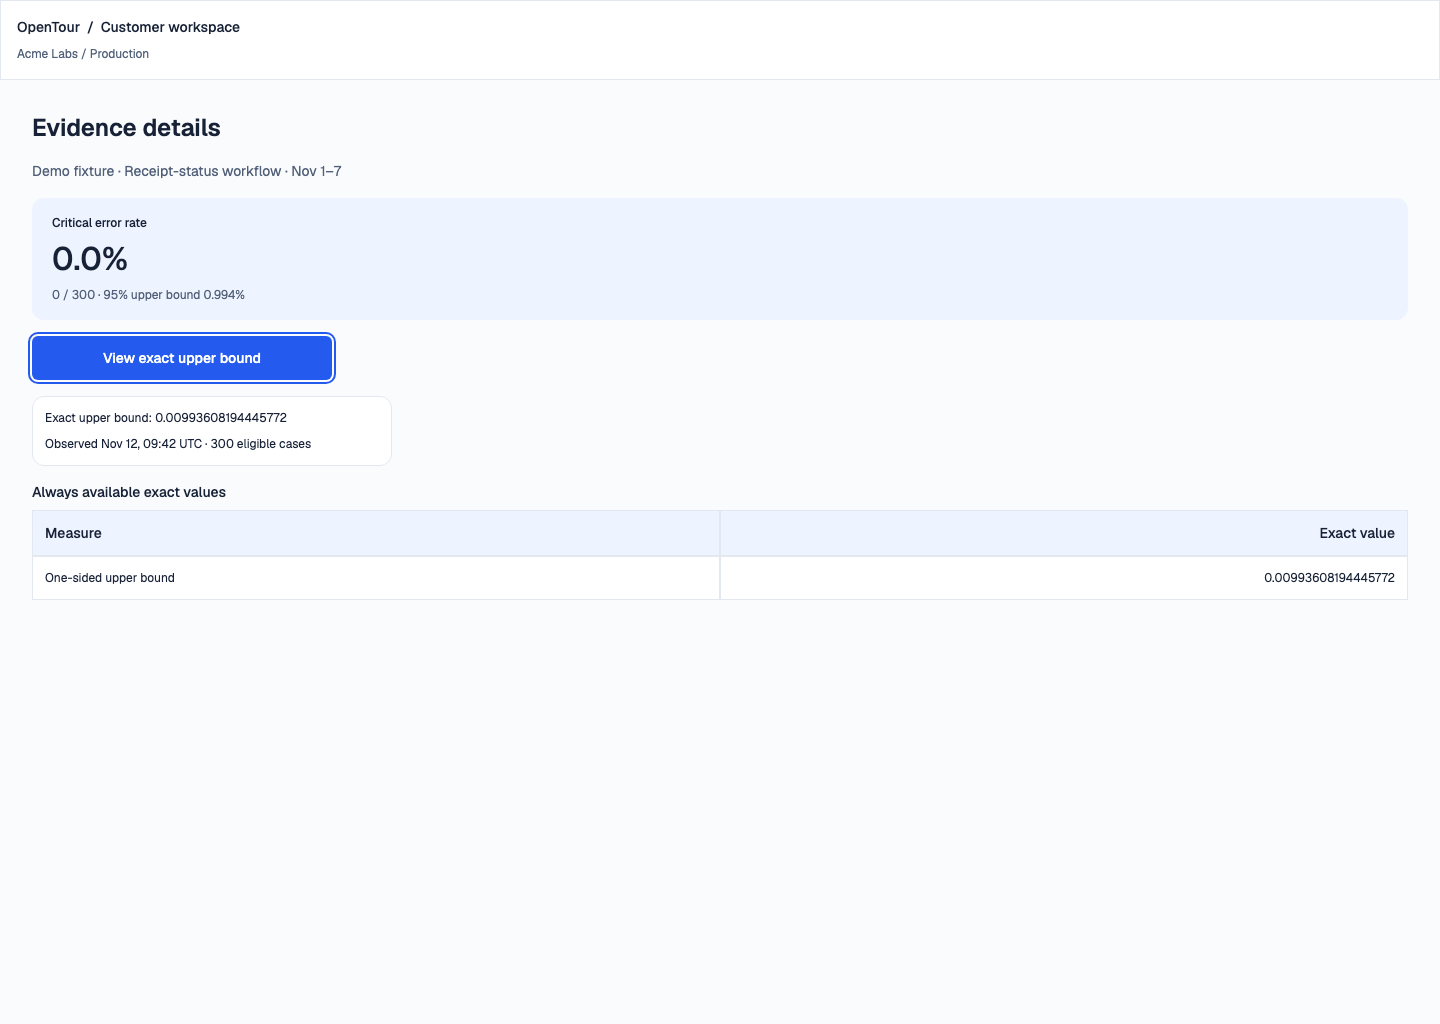 OpenTour / Customer workspace
Acme Labs / Production
Evidence details
Demo fixture · Receipt-status workflow · Nov 1–7
Critical error rate
0.0%
0 / 300 · 95% upper bound 0.994%
View exact upper bound
Exact upper bound: 0.00993608194445772
Observed Nov 12, 09:42 UTC · 300 eligible cases
Always available exact values
Measure Exact value
One-sided upper bound 0.00993608194445772